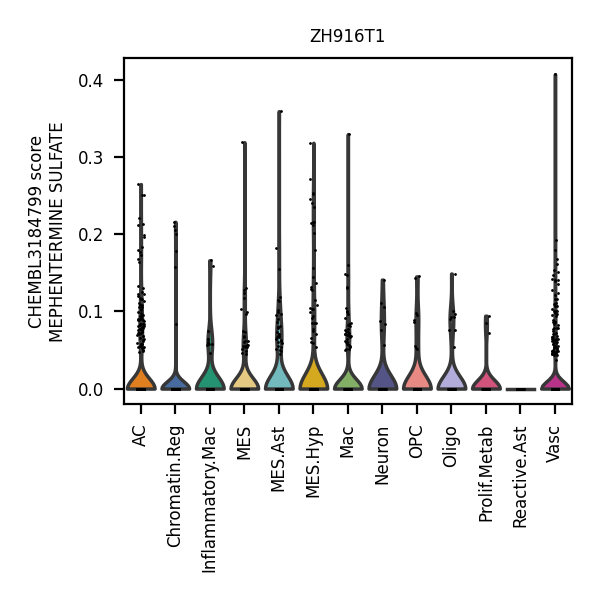 ZH916T1
CHEMBL3184799 score
MEPHENTERMINE SULFATE
0.4
0.3
0.2
0.1
0.0
AC
Chromatin.Reg
Inflammatory.Mac
MES
MES.Ast
MES.Hyp
Mac
Neuron
OPC
Oligo
Prolif.Metab
Reactive.Ast
Vasc